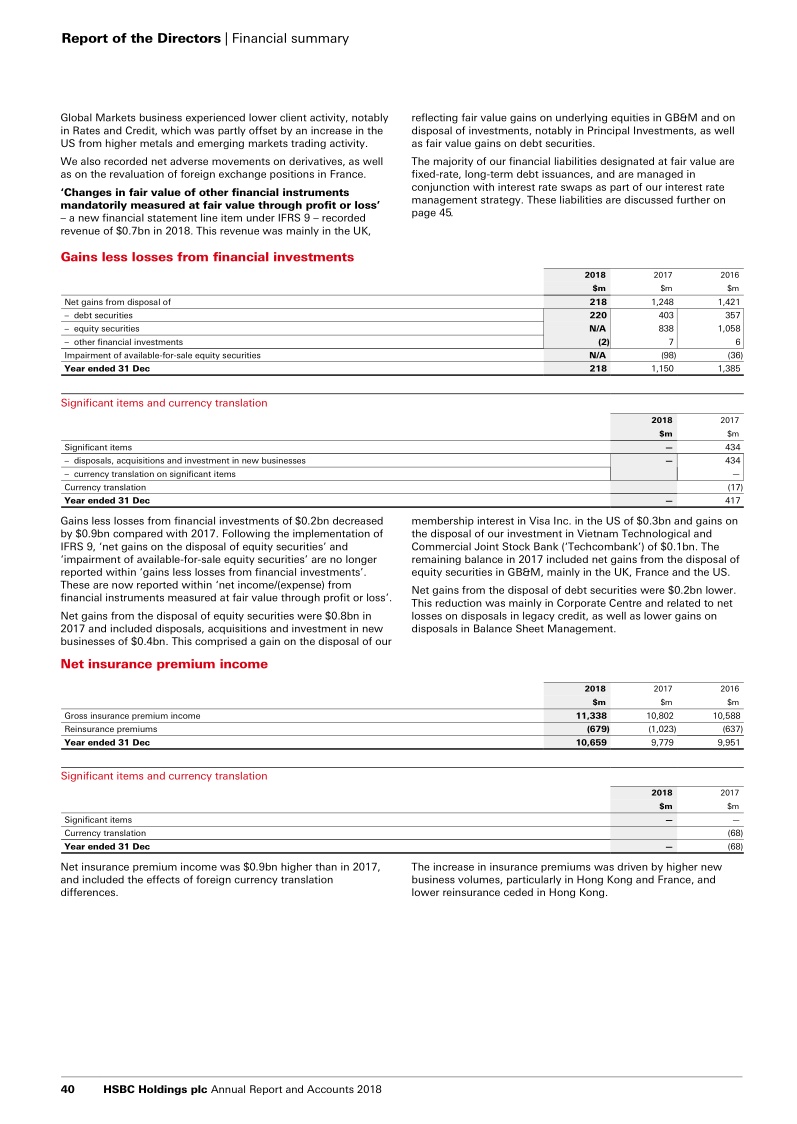 Report of the Directors | Financial summary
Global Markets business experienced lower client activity, notably
in Rates and Credit, which was partly offset by an increase in the
US from higher metals and emerging markets trading activity.
We also recorded net adverse movements on derivatives, as well
as on the revaluation of foreign exchange positions in France.
‘Changes in fair value of other financial instruments
mandatorily measured at fair value through profit or loss’
– a new financial statement line item under IFRS 9 – recorded
revenue of $0.7bn in 2018. This revenue was mainly in the UK,
reflecting fair value gains on underlying equities in GB&M and on
disposal of investments, notably in Principal Investments, as well
as fair value gains on debt securities.
The majority of our financial liabilities designated at fair value are
fixed-rate, long-term debt issuances, and are managed in
conjunction with interest rate swaps as part of our interest rate
management strategy. These liabilities are discussed further on
page 45.
Gains less losses from financial investments
2018 2017 2016
$m $m $m
Net gains from disposal of 218 1,248 1,421
– debt securities 220 403 357
– equity securities N/A 838 1,058
– other financial investments (2) 7 6
Impairment of available-for-sale equity securities N/A (98) (36)
Year ended 31 Dec 218 1,150 1,385
Significant items and currency translation
2018 2017
$m $m
Significant items — 434
– disposals, acquisitions and investment in new businesses — 434
– currency translation on significant items —
Currency translation (17)
Year ended 31 Dec — 417
Gains less losses from financial investments of $0.2bn decreased
by $0.9bn compared with 2017. Following the implementation of
IFRS 9, ‘net gains on the disposal of equity securities’ and
‘impairment of available-for-sale equity securities’ are no longer
reported within ‘gains less losses from financial investments’.
These are now reported within ‘net income/(expense) from
financial instruments measured at fair value through profit or loss’.
Net gains from the disposal of equity securities were $0.8bn in
2017 and included disposals, acquisitions and investment in new
businesses of $0.4bn. This comprised a gain on the disposal of our
membership interest in Visa Inc. in the US of $0.3bn and gains on
the disposal of our investment in Vietnam Technological and
Commercial Joint Stock Bank (‘Techcombank’) of $0.1bn. The
remaining balance in 2017 included net gains from the disposal of
equity securities in GB&M, mainly in the UK, France and the US.
Net gains from the disposal of debt securities were $0.2bn lower.
This reduction was mainly in Corporate Centre and related to net
losses on disposals in legacy credit, as well as lower gains on
disposals in Balance Sheet Management.
Net insurance premium income
2018 2017 2016
$m $m $m
Gross insurance premium income 11,338 10,802 10,588
Reinsurance premiums (679) (1,023) (637)
Year ended 31 Dec 10,659 9,779 9,951
Significant items and currency translation
2018 2017
$m $m
Significant items — —
Currency translation (68)
Year ended 31 Dec — (68)
Net insurance premium income was $0.9bn higher than in 2017,
and included the effects of foreign currency translation
differences.
The increase in insurance premiums was driven by higher new
business volumes, particularly in Hong Kong and France, and
lower reinsurance ceded in Hong Kong.
40 HSBC Holdings plc Annual Report and Accounts 2018